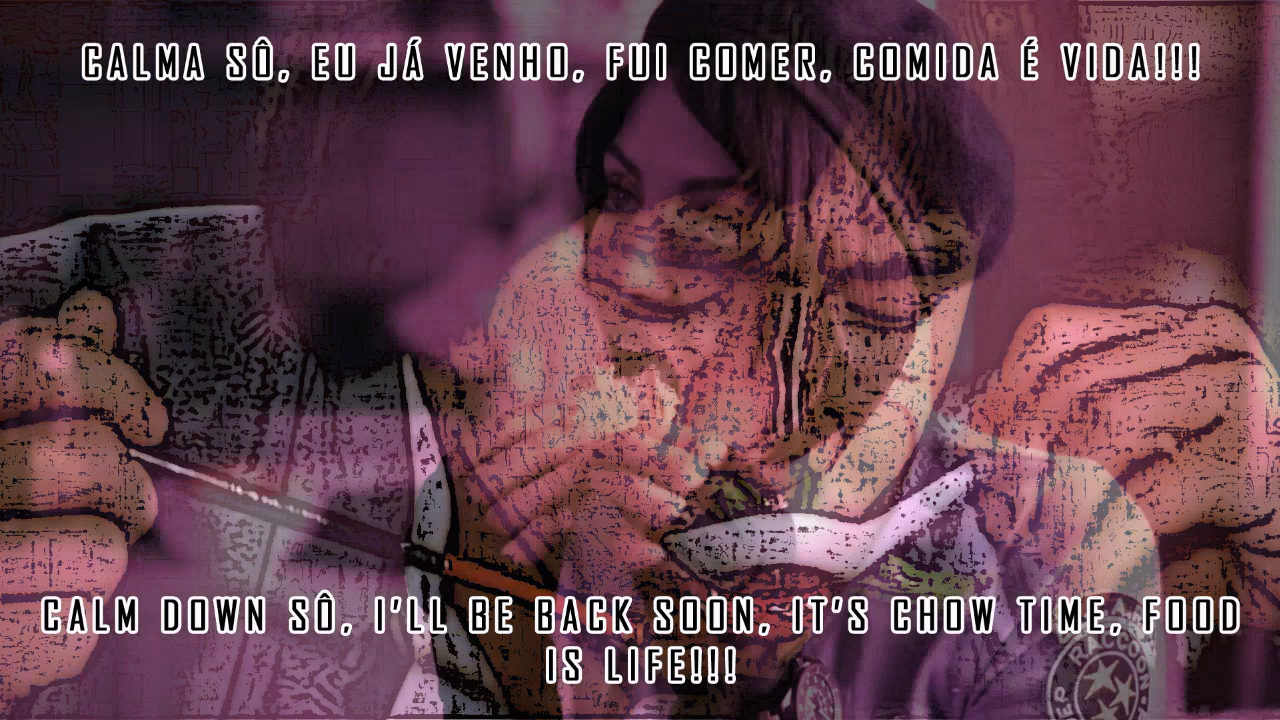 CALMA SÔ, EU JÁ VENHO, FUI COMER, COMIDA É VIDA!!!
CALM DOWN SÔ, I'LL BE BACK SOON, IT'S CHOW TIME, FOOD
IS LIFE!!!
RACCOON